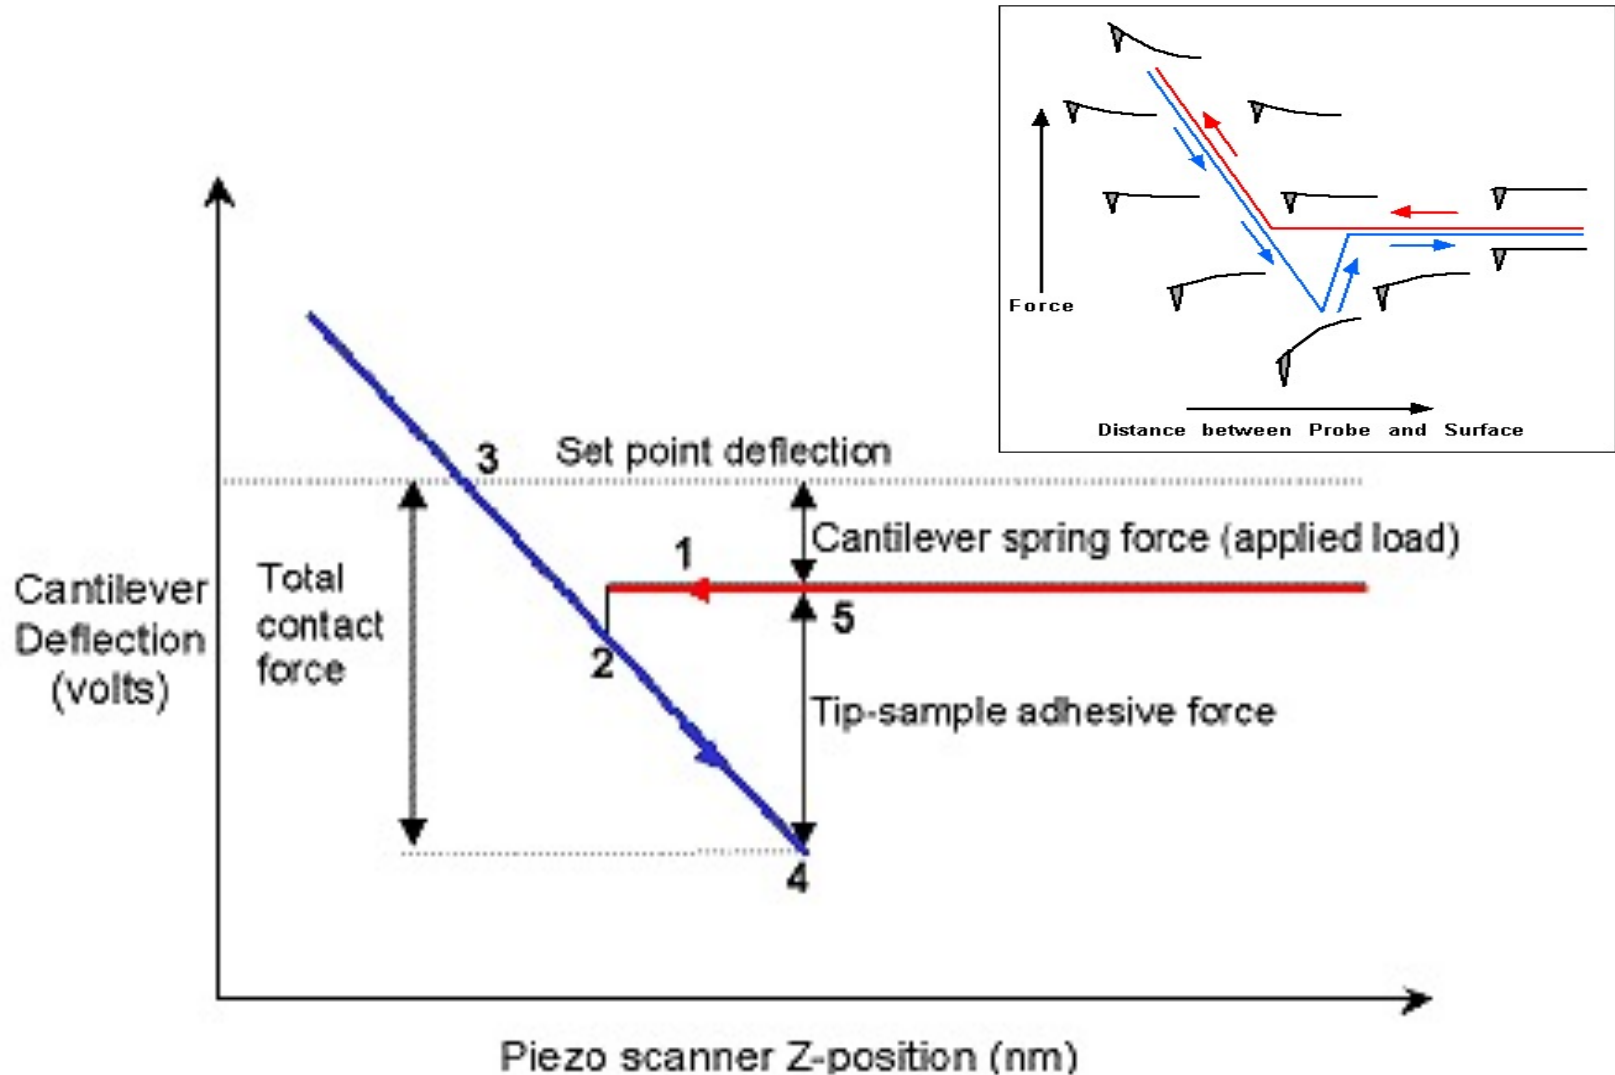 Force
Distance between Probe and Surface
3
Set point deflection
Cantilever spring force (applied load)
1
Cantilever
Deflection
(volts)
Total
contact
force
5
2
Tip-sample adhesive force
4
Piezo scanner Z-position (nm)